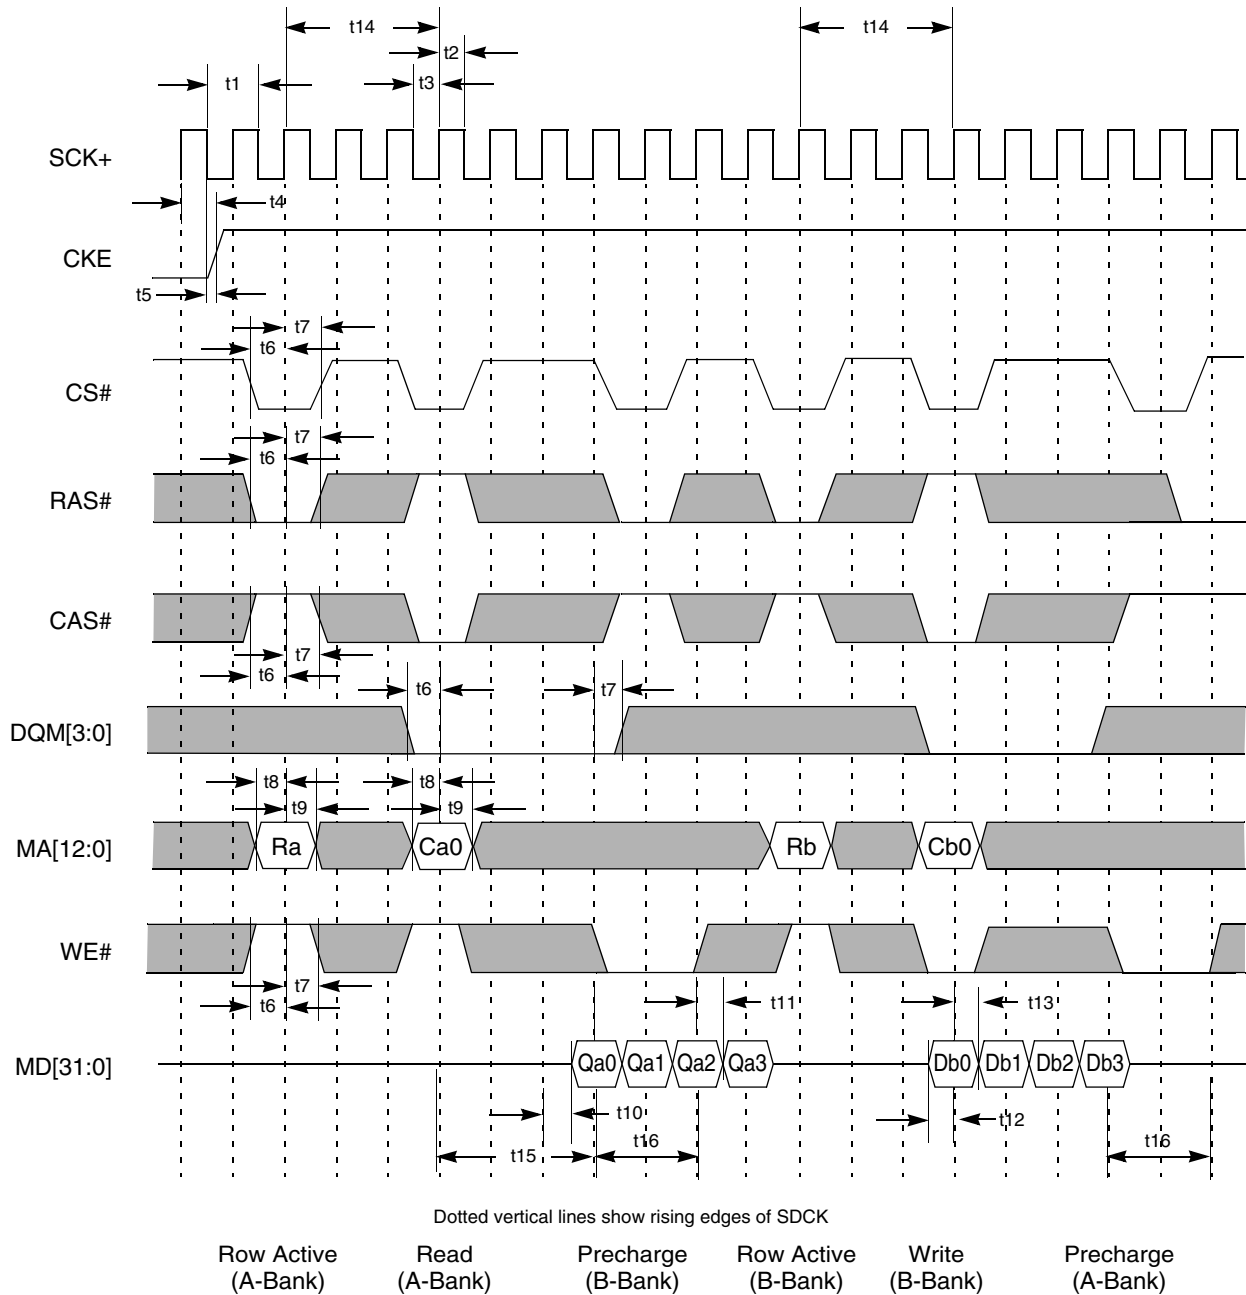 t14
t14
t2
t1
t3
SCK+
t4
CKE
t5
t7
t6
CS#
t7
t6
RAS#
CAS#
t7
t6
t6
t7
DQM[3:0]
t8
t8
t9
t9
MA[12:0]
Ra
Ca0
Rb
Cb0
WE#
t7
t6
t11
t13
MD[31:0]
Qa0
Qa1
Qa2
Qa3
Db0
Db1
Db2
Db3
t10
t12
t15
t16
t16
Dotted vertical lines show rising edges of SDCK
Row Active
(A-Bank)
Read
(A-Bank)
Precharge
(B-Bank)
Row Active
(B-Bank)
Write
(B-Bank)
Precharge
(A-Bank)